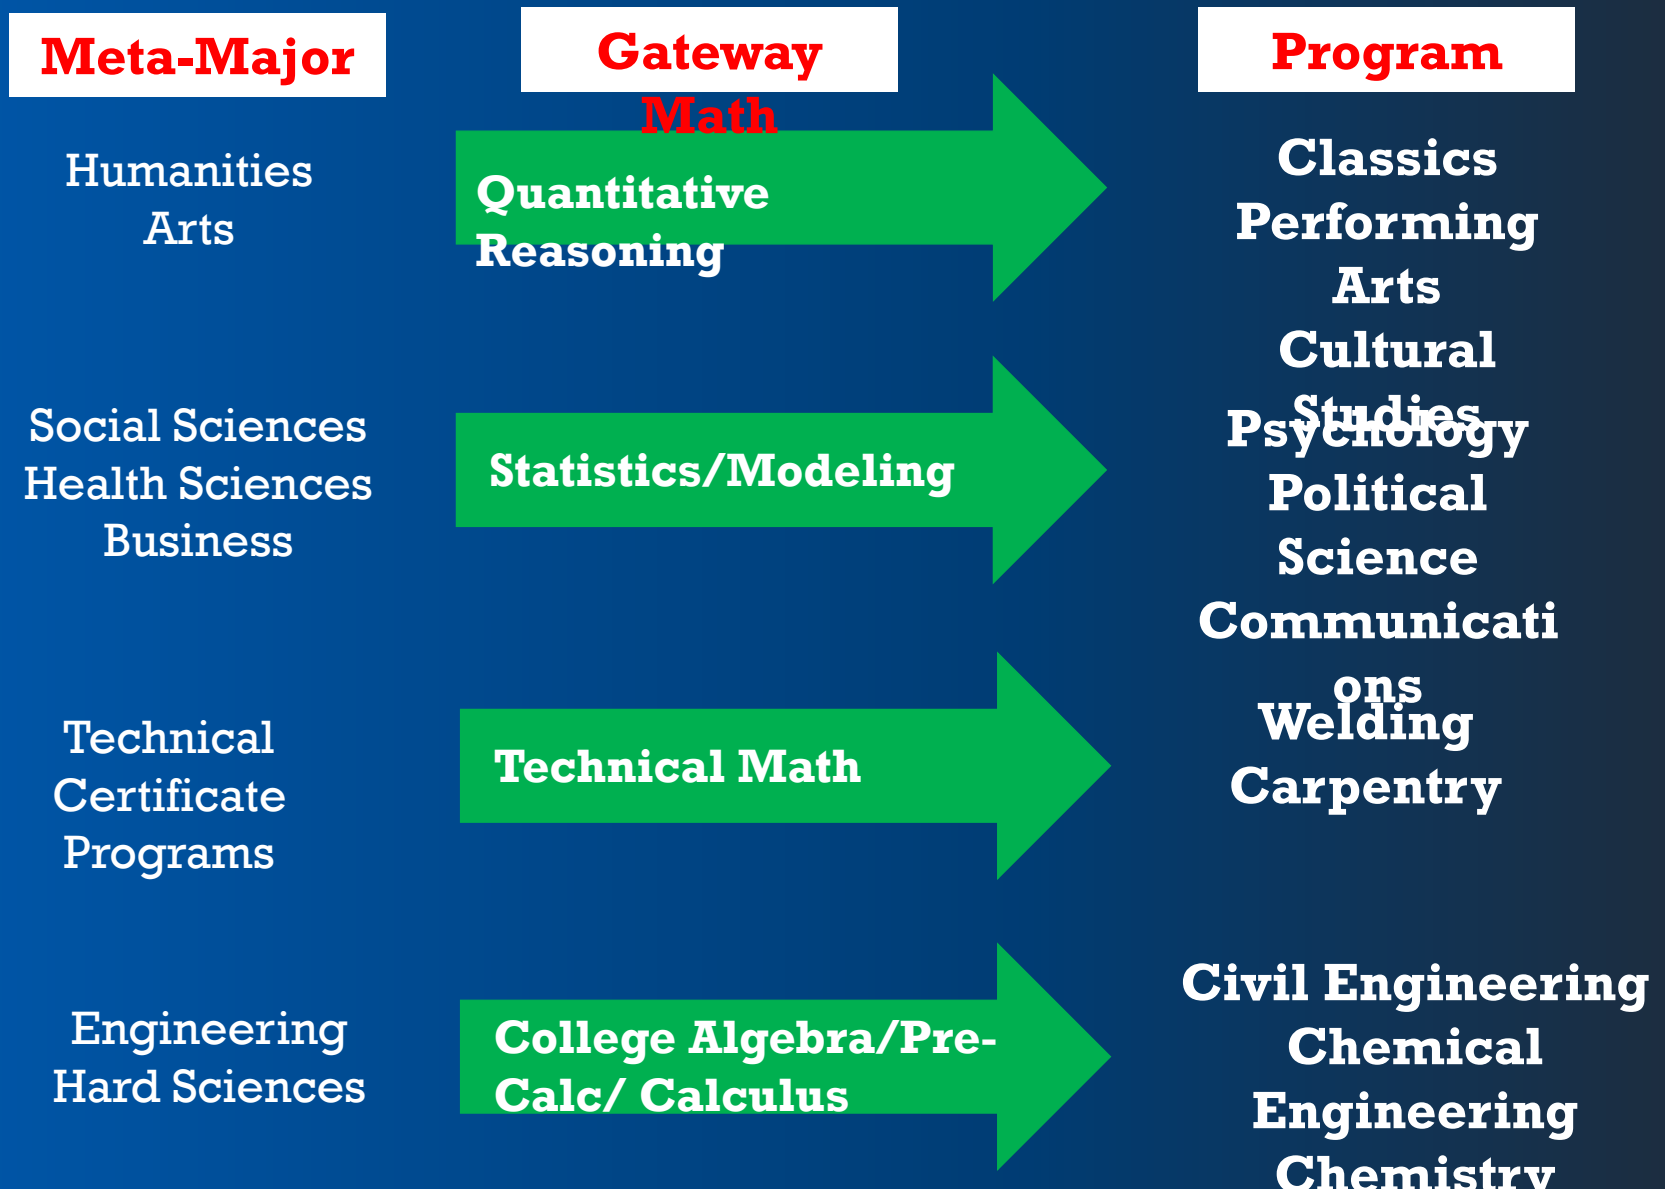 Meta-Major
Gateway
Math
Program
Humanities
Arts
Quantitative
Reasoning
Classics
Performing
Arts
Cultural
Studies
Social Sciences
Health Sciences
Business
Statistics/Modeling
Psychology
Political
Science
Communicati
ons
Technical
Certificate
Programs
Technical Math
Welding
Carpentry
Engineering
Hard Sciences
College Algebra/Pre-
Calc/ Calculus
Civil Engineering
Chemical
Engineering
Chemistry